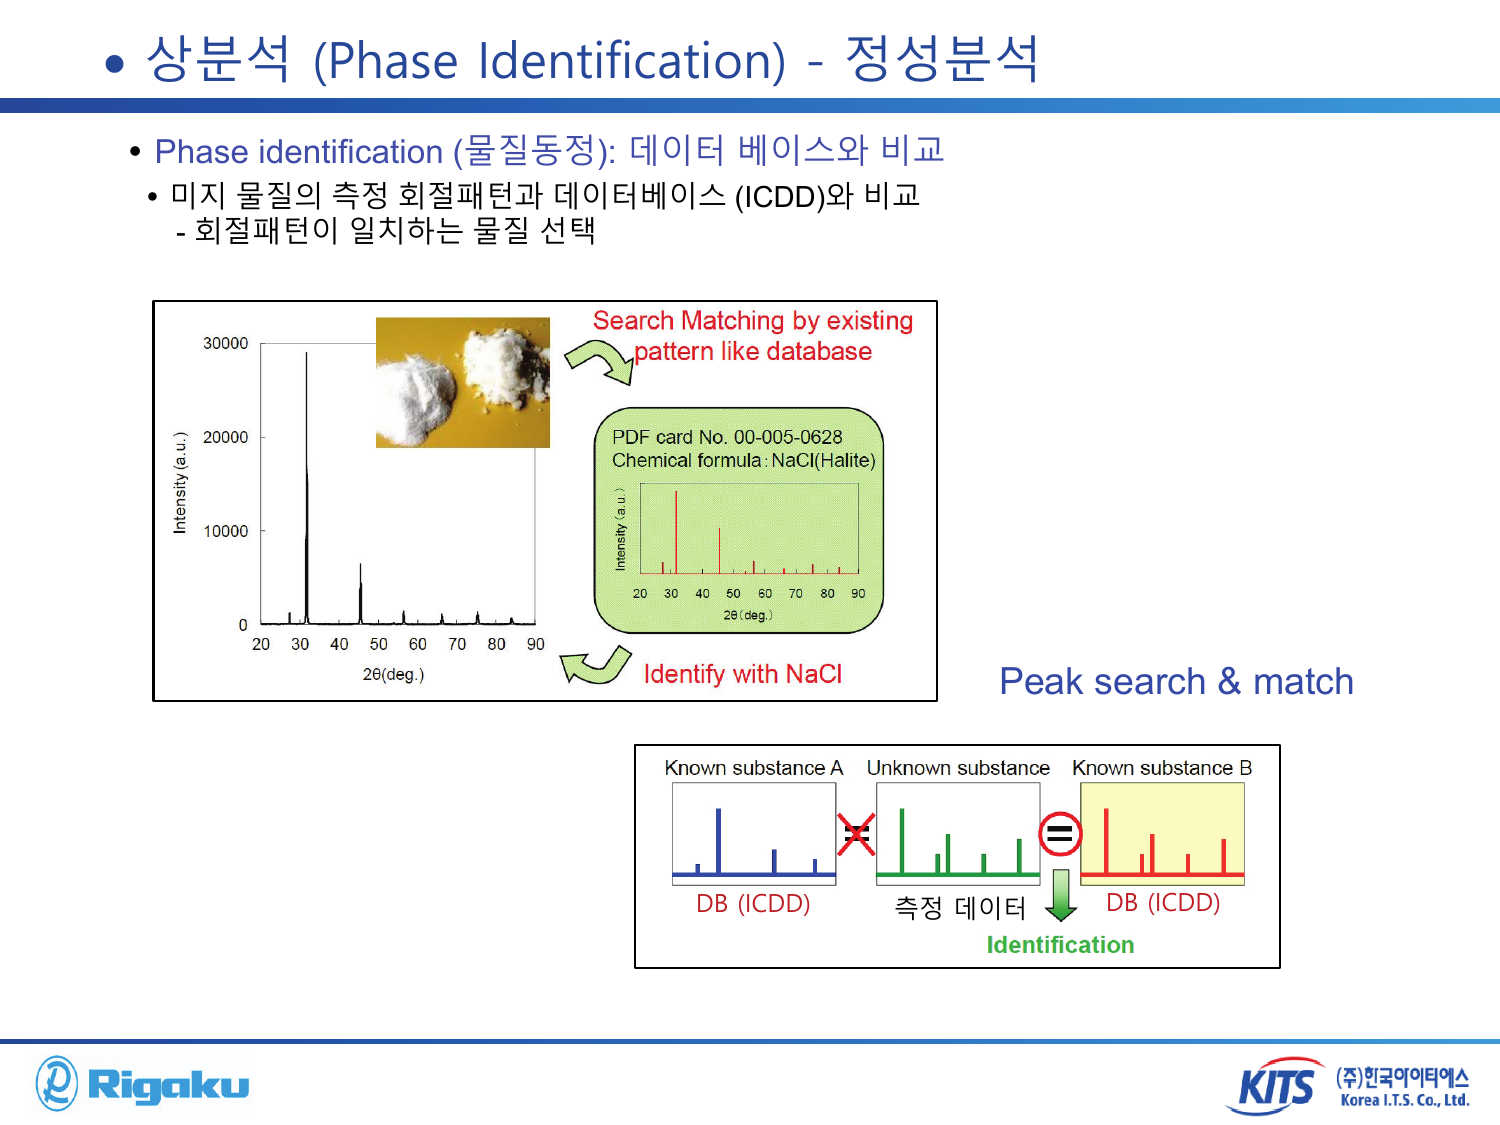 • 상분석 (Phase Identification) - 정성분석
• Phase identification (물질동정): 데이터 베이스와 비교
• 미지 물질의 측정 회절패턴과 데이터베이스 (ICDD)와 비교
- 회절패턴이 일치하는 물질 선택
Search Matching by existing
pattern like database
30000
20000
10000
0
Intensity (a.u.)
20 30 40 50 60 70 80 90
2θ(deg.)
PDF card No. 00-005-0628
Chemical formula : NaCl(Halite)
Intensity (a.u.)
20 30 40 50 60 70 80 90
2θ(deg.)
Identify with NaCl
Peak search & match
Known substance A Unknown substance Known substance B
= =
DB (ICDD) 측정 데이터 DB (ICDD)
Identification
Rigaku
KITS
(주)한국아이티에스
Korea I.T.S. Co., Ltd.